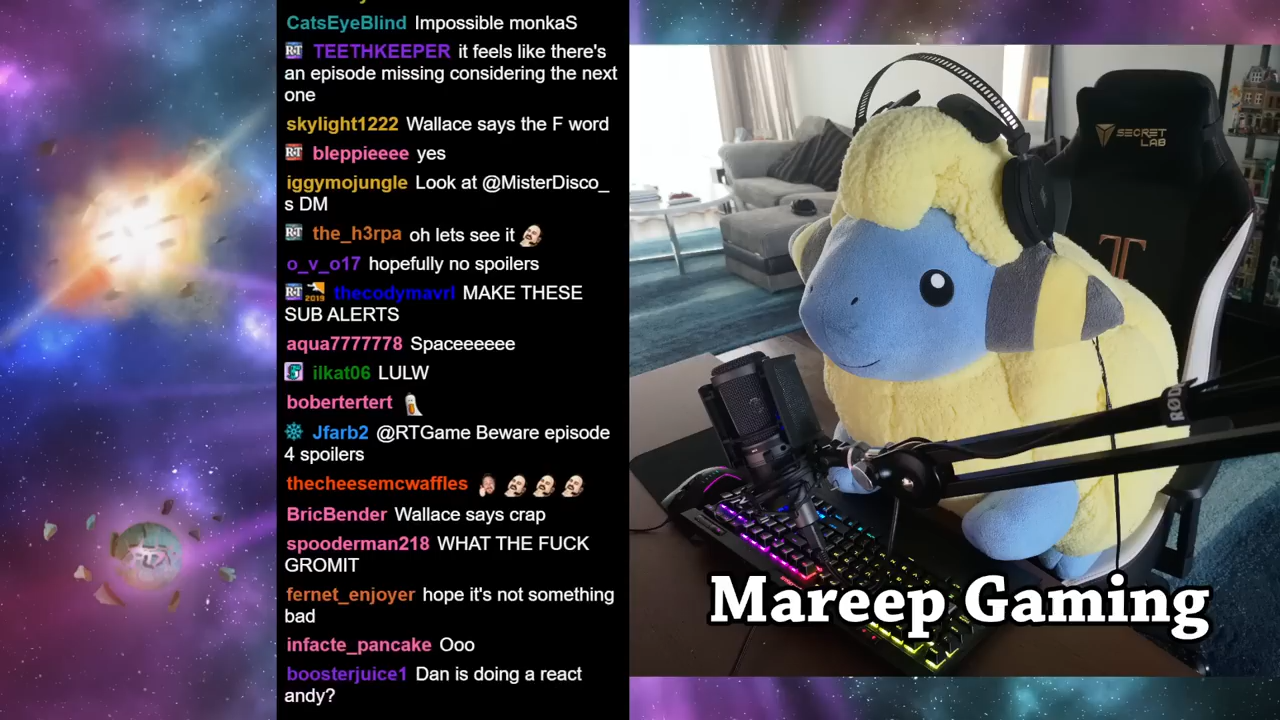 CatsEyeBlind Impossible monkaS
TEETHKEEPER it feels like there's
an episode missing considering the next
one
skylight1222 Wallace says the F word
bleppieeee yes
iggymojungle Look at @MisterDisco_
s DM
the_h3rpa oh lets see it
o_v_o17 hopefully no spoilers
2019 thecodymavrl MAKE THESE
SUB ALERTS
aqua7777778 Spaceeeeee
ilkat06 LULW
bobertertert
Jfarb2 @RTGame Beware episode
4 spoilers
thecheesemcwaffles
BricBender Wallace says crap
spooderman218 WHAT THE FUCK
GROMIT
fernet_enjoyer hope it's not something
bad
infacte_pancake Ooo
boosterjuice1 Dan is doing a react
andy?
SECRET
LAB
RØDE
Mareep Gaming